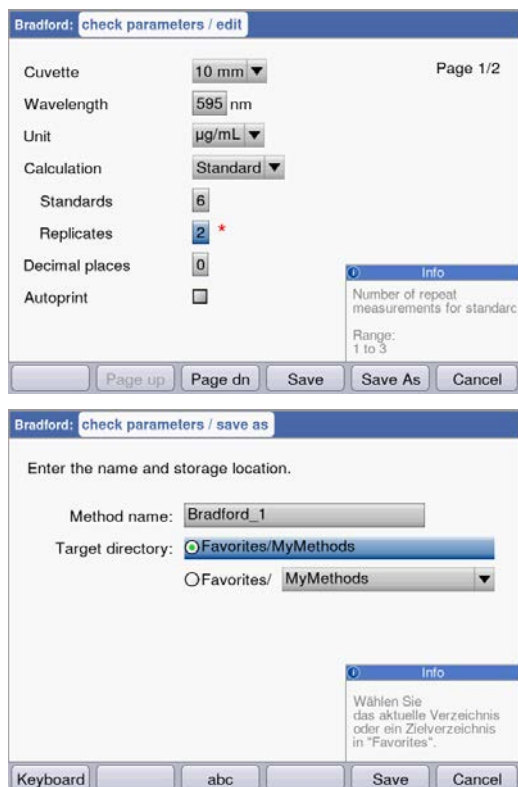 Bradford: check parameters / edit
Cuvette 10 mm Page 1/2
Wavelength 595 nm
Unit µg/mL
Calculation Standard
Standards 6
Replicates 2 *
Decimal places 0
Autoprint
Info
Number of repeat
measurements for standarc
Range:
1 to 3
Page up Page dn Save Save As Cancel
Bradford: check parameters / save as
Enter the name and storage location.
Method name: Bradford_1
Target directory: Favorites/MyMethods
Favorites/ MyMethods
Info
Wählen Sie
das aktuelle Verzeichnis
oder ein Zielverzeichnis
in "Favorites".
Keyboard abc Save Cancel